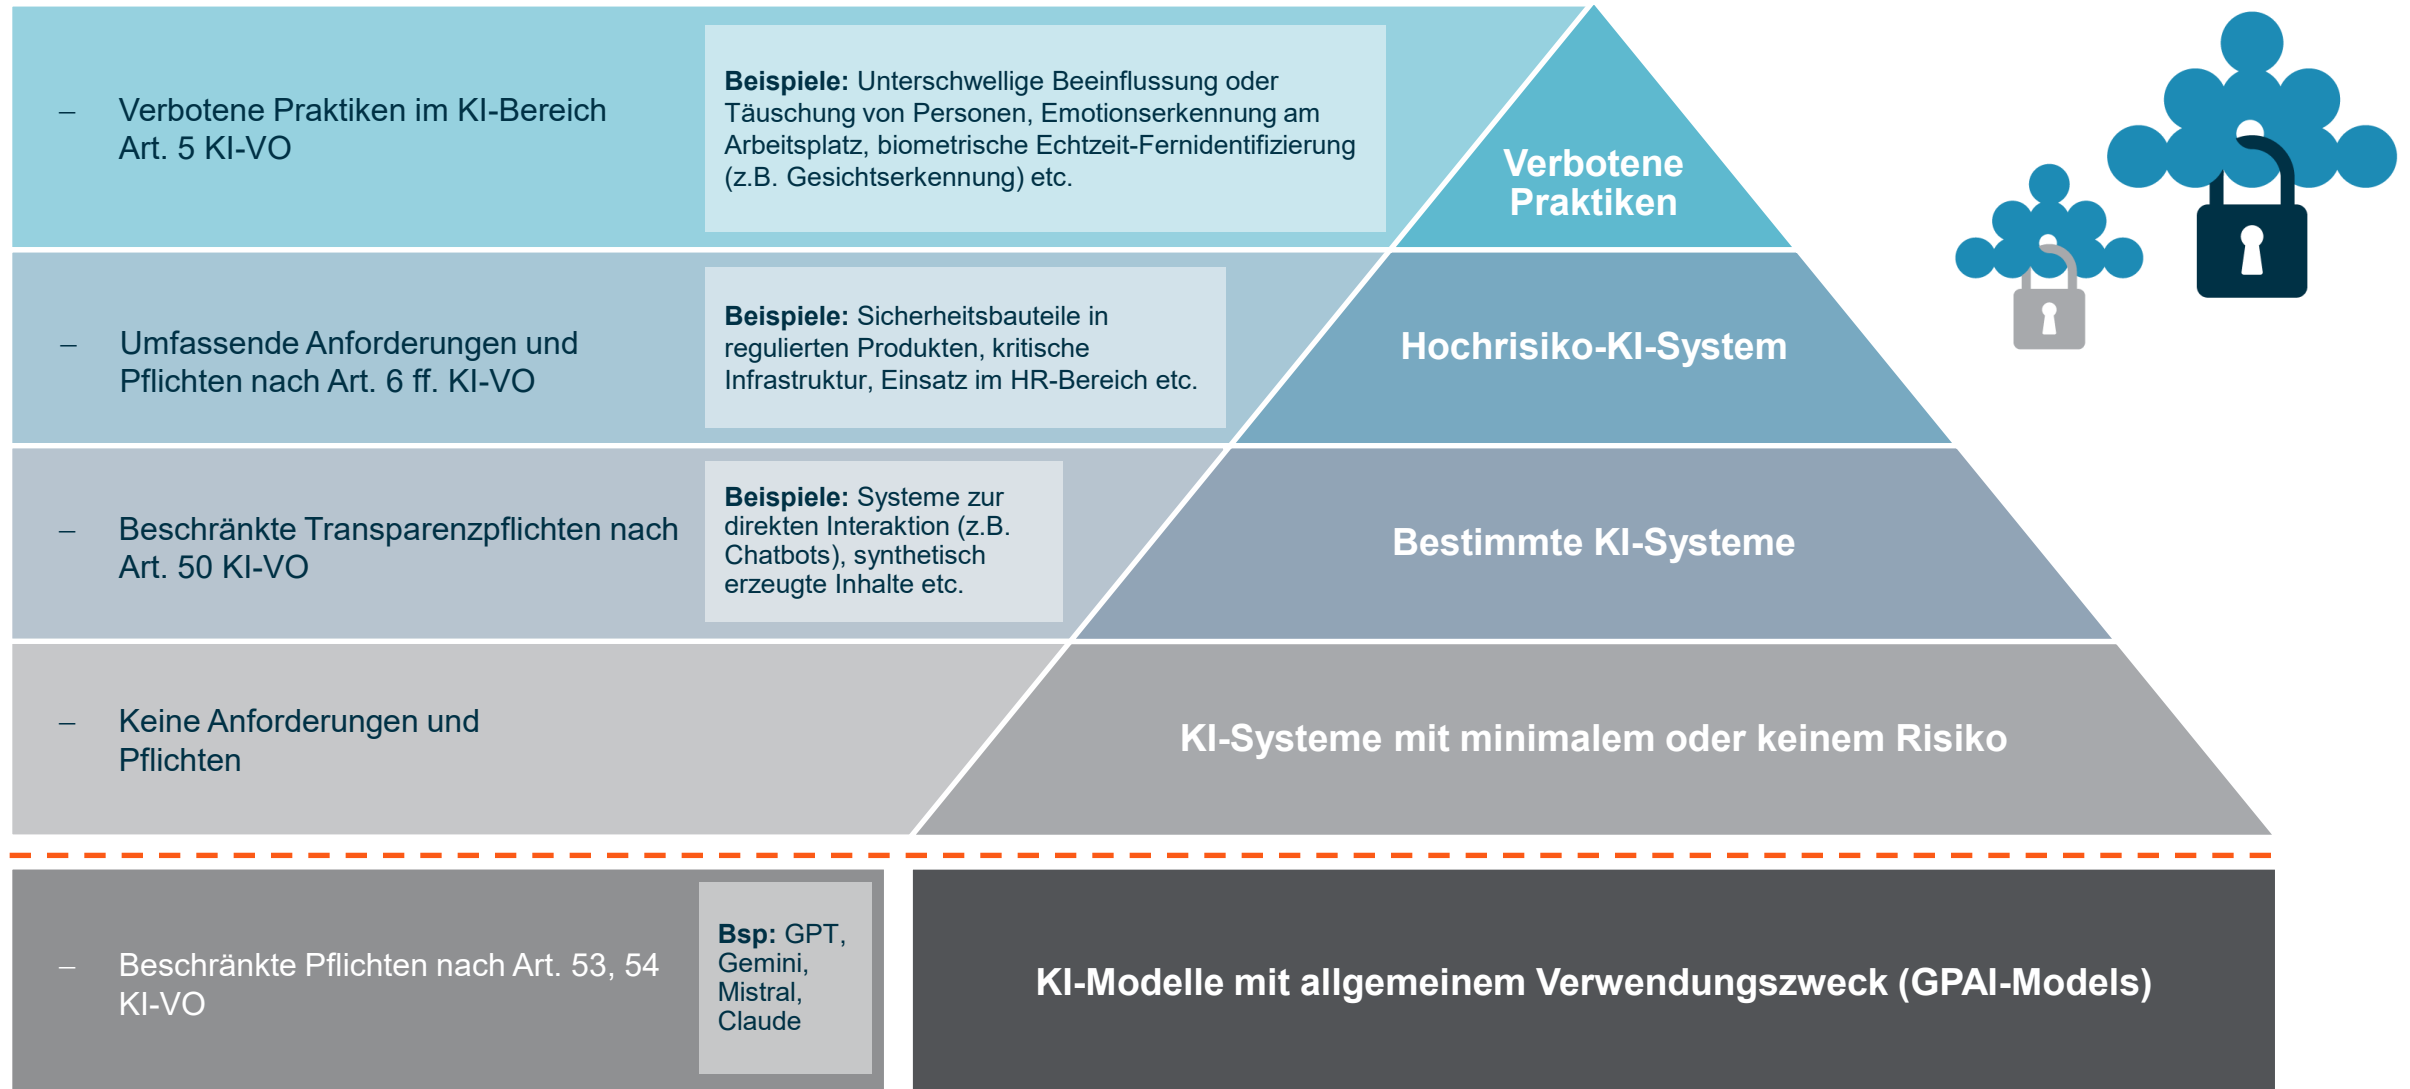 – Verbotene Praktiken im KI-Bereich
Art. 5 KI-VO
Beispiele: Unterschwellige Beeinflussung oder
Täuschung von Personen, Emotionserkennung am
Arbeitsplatz, biometrische Echtzeit-Fernidentifizierung
(z.B. Gesichtserkennung) etc.
Verbotene
Praktiken
– Umfassende Anforderungen und
Pflichten nach Art. 6 ff. KI-VO
Beispiele: Sicherheitsbauteile in
regulierten Produkten, kritische
Infrastruktur, Einsatz im HR-Bereich etc.
Hochrisiko-KI-System
– Beschränkte Transparenzpflichten nach
Art. 50 KI-VO
Beispiele: Systeme zur
direkten Interaktion (z.B.
Chatbots), synthetisch
erzeugte Inhalte etc.
Bestimmte KI-Systeme
– Keine Anforderungen und
Pflichten
KI-Systeme mit minimalem oder keinem Risiko
– Beschränkte Pflichten nach Art. 53, 54
KI-VO
Bsp: GPT,
Gemini,
Mistral,
Claude
KI-Modelle mit allgemeinem Verwendungszweck (GPAI-Models)